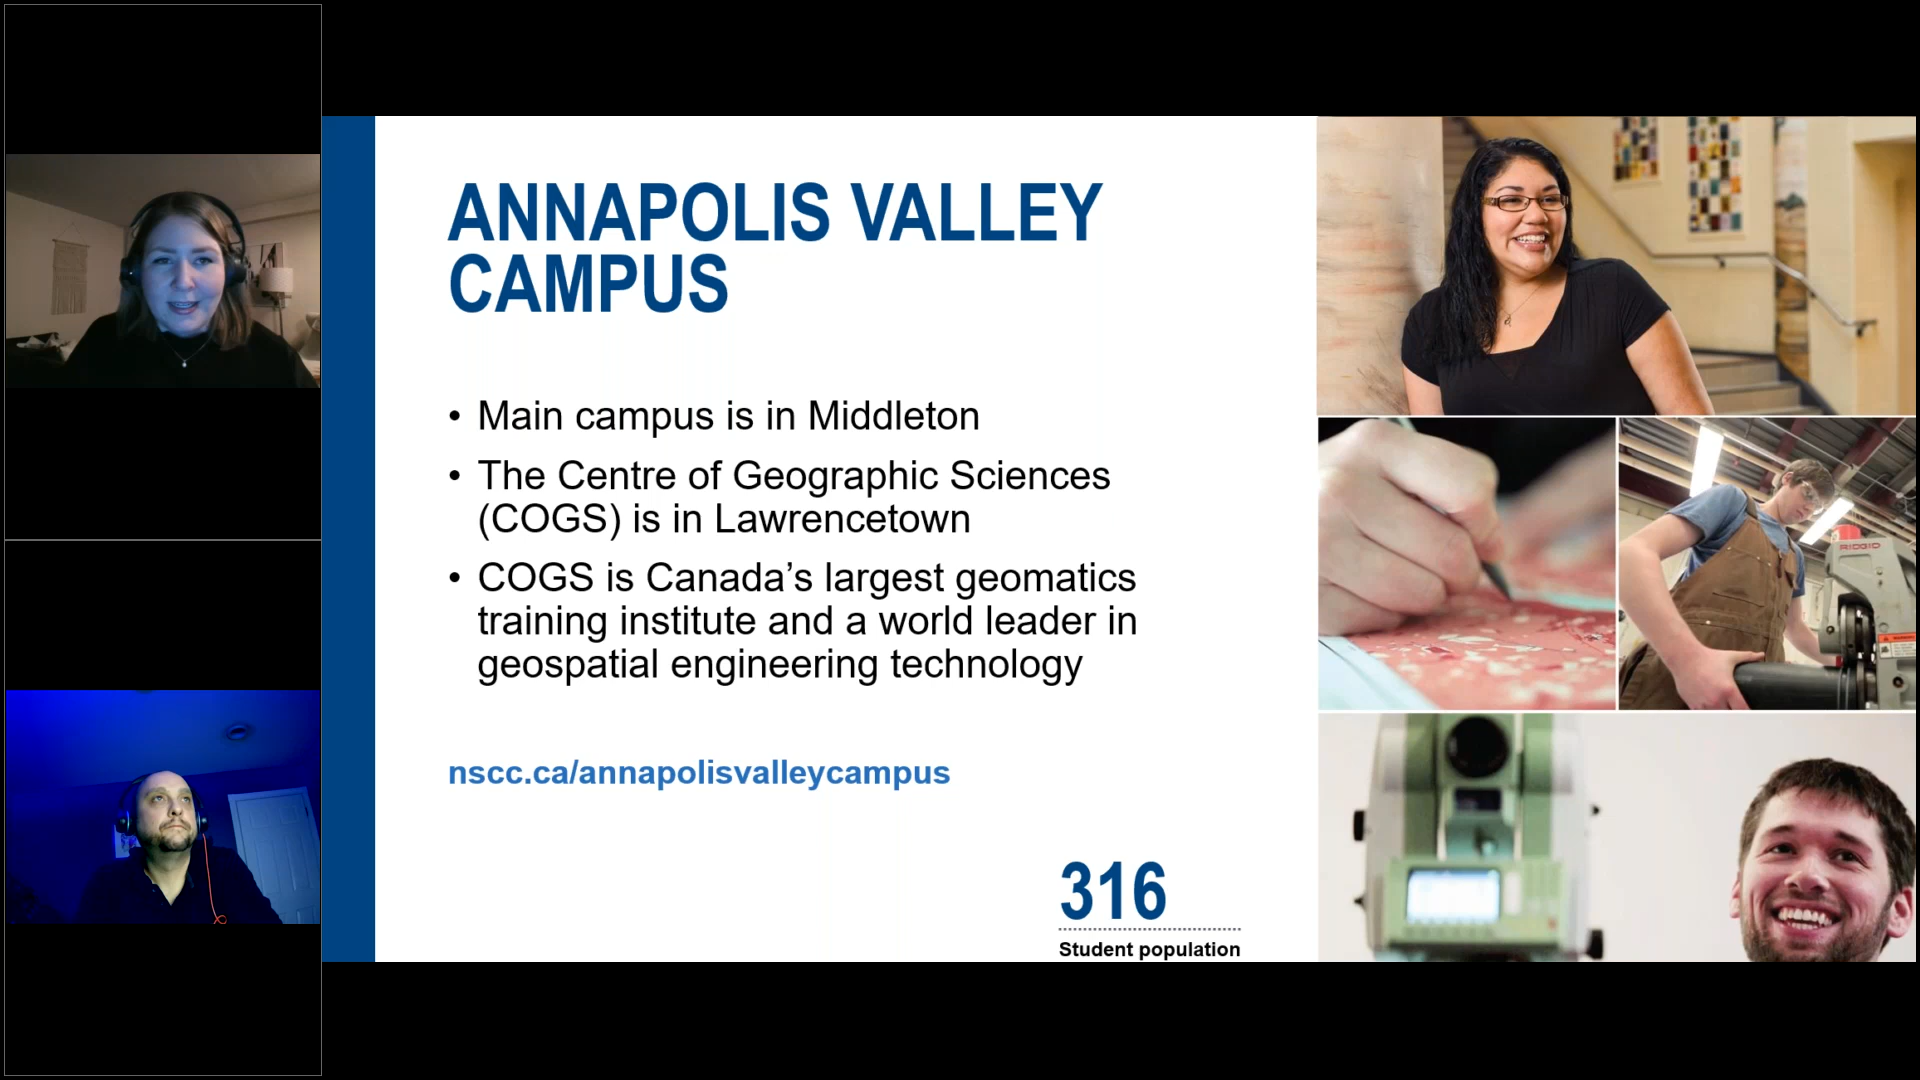 ANNAPOLIS VALLEY
CAMPUS
• Main campus is in Middleton
• The Centre of Geographic Sciences
(COGS) is in Lawrencetown
• COGS is Canada’s largest geomatics
training institute and a world leader in
geospatial engineering technology
nscc.ca/annapolisvalleycampus
316
Student population
RIDGID